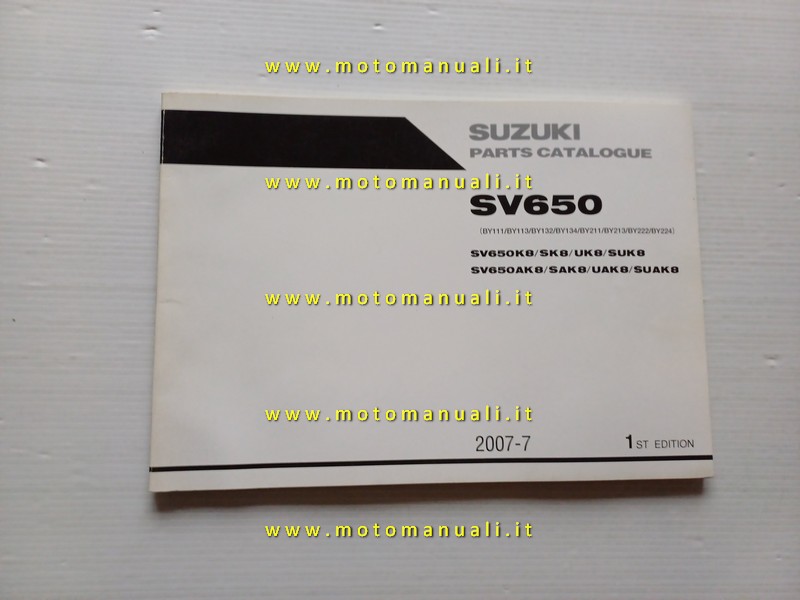 www.motomanuali.it
SUZUKI
PARTS CATALOGUE
www.motomanuali.it
SV650
(BY111/BY113/BY132/BY134/BY211/BY213/BY222/BY224)
SV650K8/SK8/UK8/SUK8
SV650AK8/SAK8/UAK8/SUAK8
www.motomanuali.it
www.motomanuali.it
2007-7 1ST EDITION
www.motomanuali.it